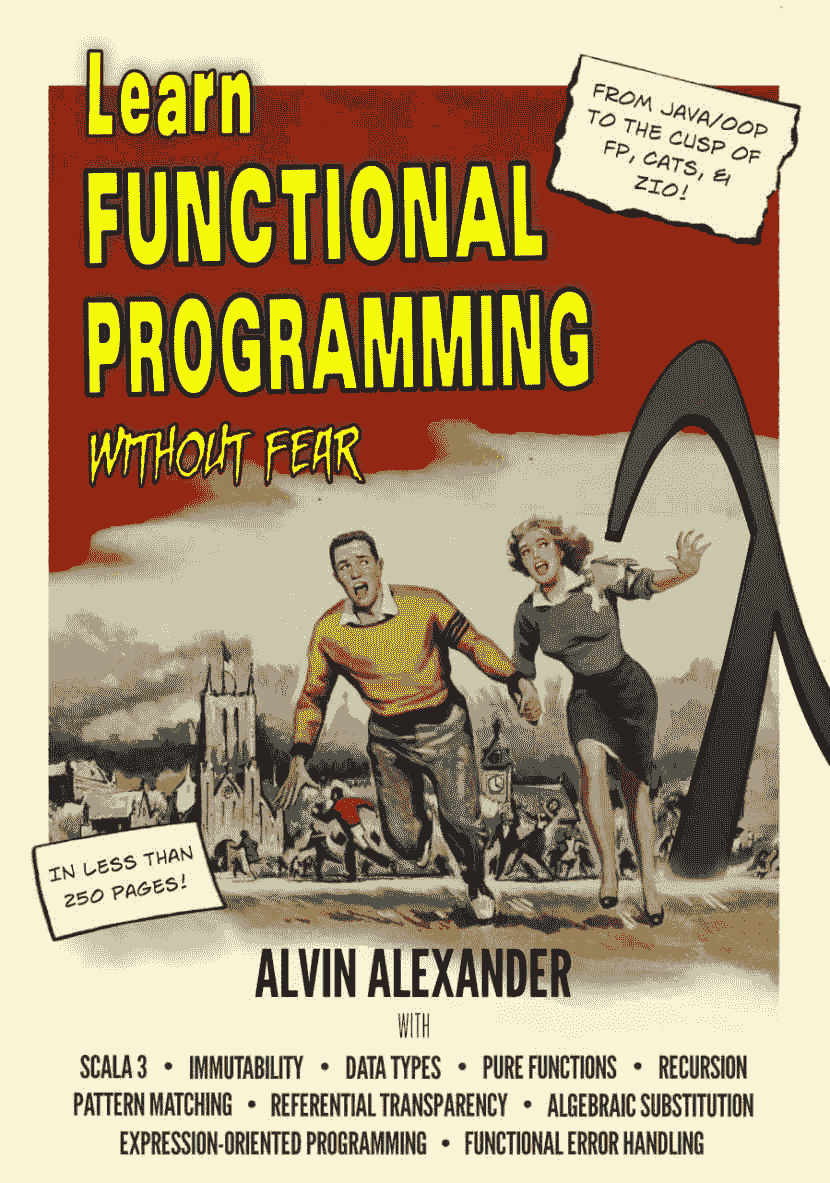 Learn
FUNCTIONAL
PROGRAMMING
WITHOUT FEAR
FROM JAVA/OOP
TO THE CUSP OF
FP, CATS, &
ZIO!
IN LESS THAN
250 PAGES!
ALVIN ALEXANDER
WITH
SCALA 3 • IMMUTABILITY • DATA TYPES • PURE FUNCTIONS • RECURSION
PATTERN MATCHING • REFERENTIAL TRANSPARENCY • ALGEBRAIC SUBSTITUTION
EXPRESSION-ORIENTED PROGRAMMING • FUNCTIONAL ERROR HANDLING